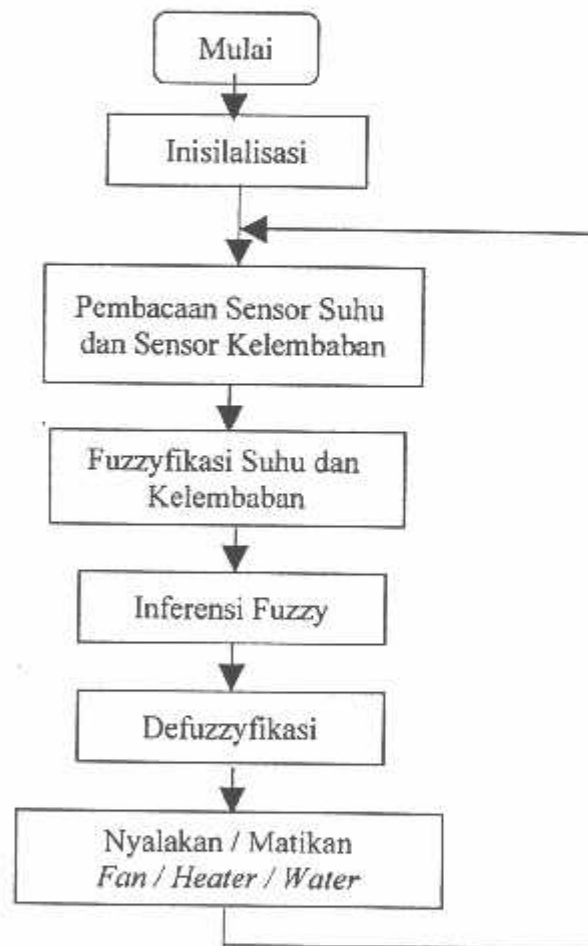 Mulai
Inisilalisasi
Pembacaan Sensor Suhu
dan Sensor Kelembaban
Fuzzyfikasi Suhu dan
Kelembaban
Inferensi Fuzzy
Defuzzyfikasi
Nyalakan / Matikan
Fan / Heater / Water